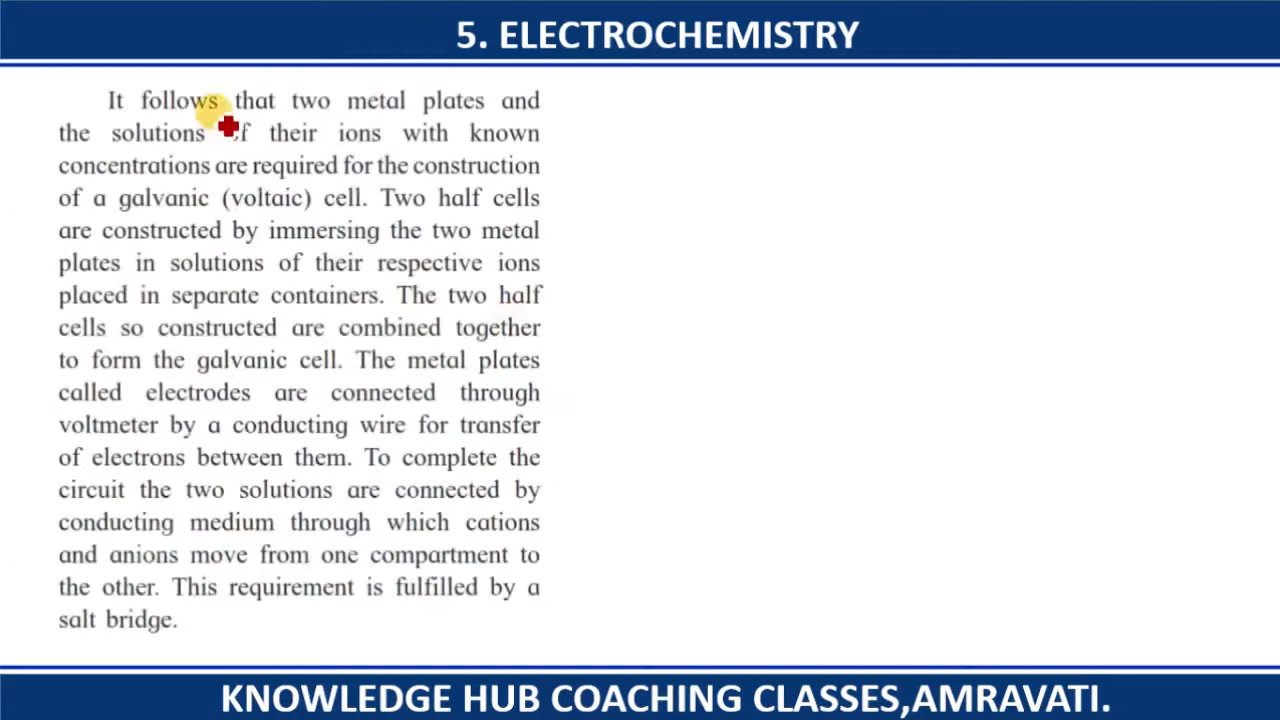 5. ELECTROCHEMISTRY
It follows that two metal plates and
the solutions of their ions with known
concentrations are required for the construction
of a galvanic (voltaic) cell. Two half cells
are constructed by immersing the two metal
plates in solutions of their respective ions
placed in separate containers. The two half
cells so constructed are combined together
to form the galvanic cell. The metal plates
called electrodes are connected through
voltmeter by a conducting wire for transfer
of electrons between them. To complete the
circuit the two solutions are connected by
conducting medium through which cations
and anions move from one compartment to
the other. This requirement is fulfilled by a
salt bridge.
KNOWLEDGE HUB COACHING CLASSES,AMRAVATI.